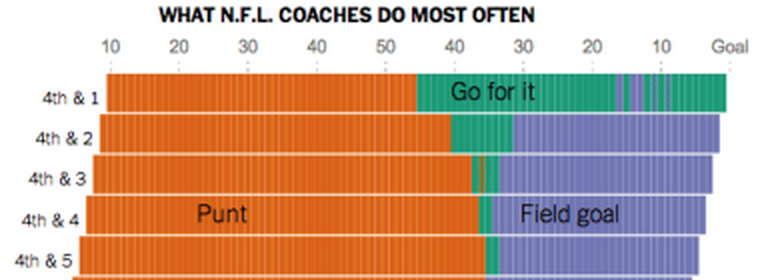 WHAT N.F.L. COACHES DO MOST OFTEN
10 20 30 40 50 40 30 20 10 Goal
4th & 1 Go for it
4th & 2
4th & 3
4th & 4 Punt Field goal
4th & 5